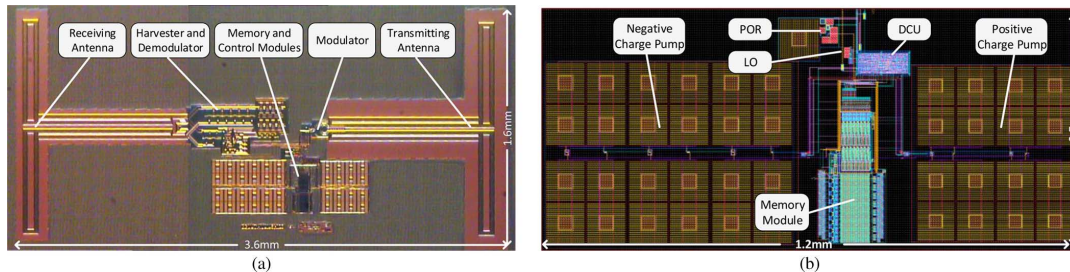 Receiving
Antenna
Harvester and
Demodulator
Memory and
Control Modules
Modulator
Transmitting
Antenna
1.6mm
3.6mm
(a)
Negative
Charge Pump
POR
LO
DCU
Positive
Charge Pump
Memory
Module
1.2mm
(b)